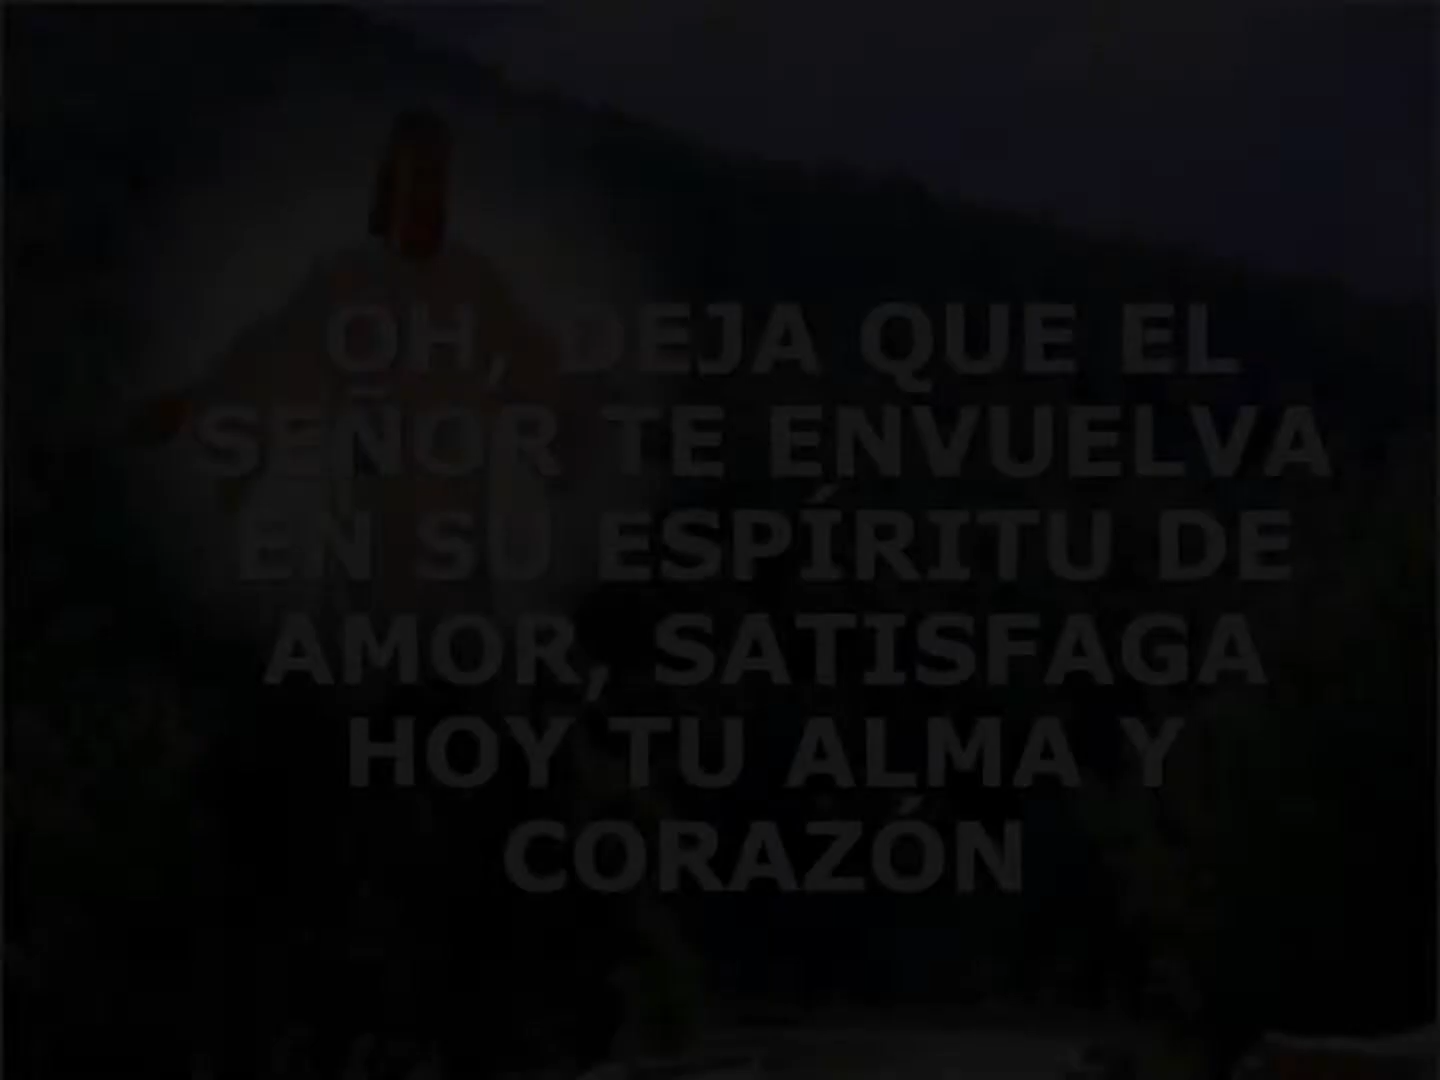 OH, DEJA QUE EL
SEÑOR TE ENVUELVA
EN SU ESPÍRITU DE
AMOR, SATISFAGA
HOY TU ALMA Y
CORAZÓN